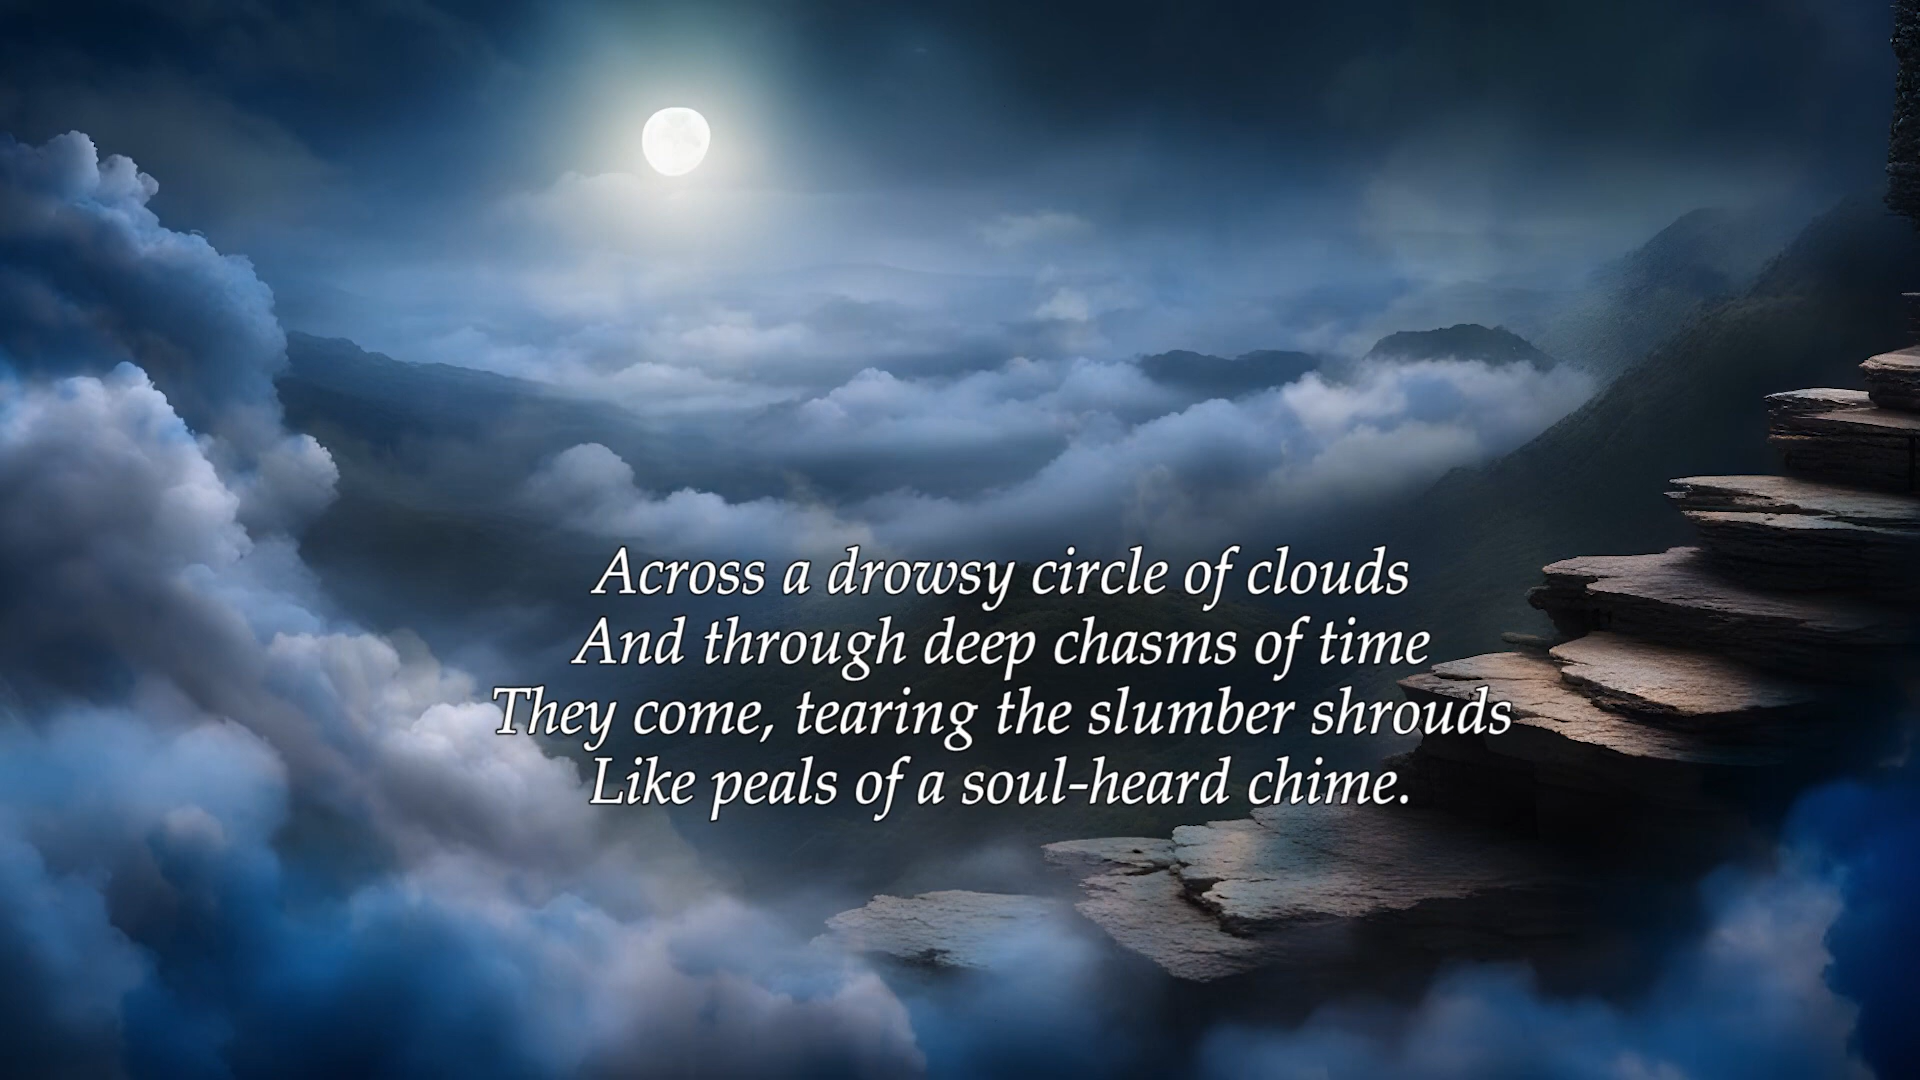 Across a drowsy circle of clouds
And through deep chasms of time
They come, tearing the slumber shrouds
Like peals of a soul-heard chime.